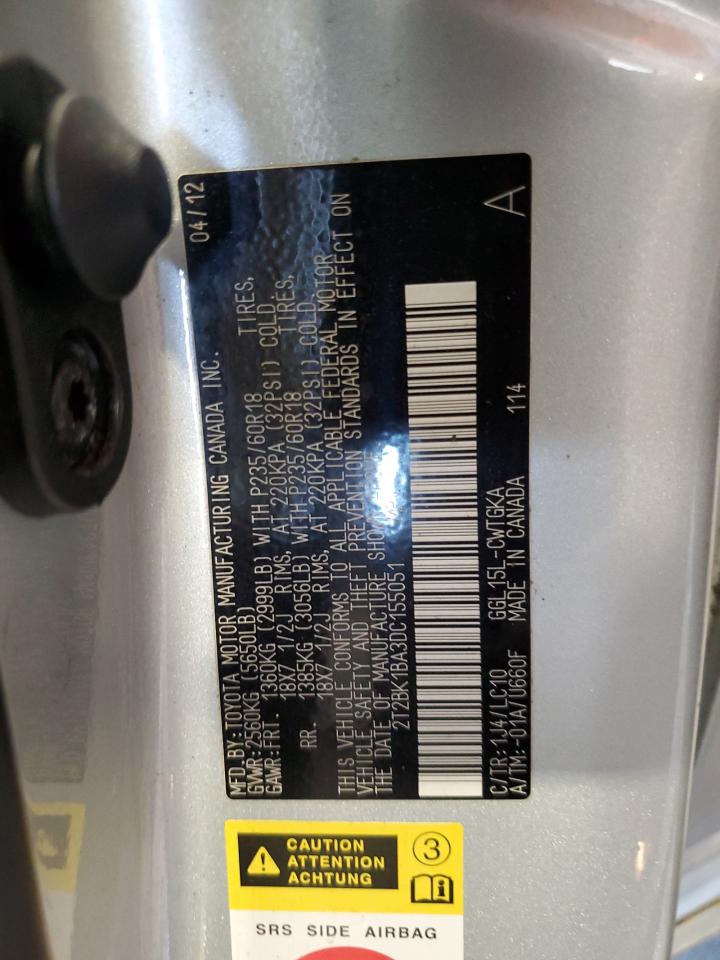 MFD.BY:TOYOTA MOTOR MANUFACTURING CANADA INC. 04/12
GVWR:2560KG (5650LB)
GAWR:FRT. 1360KG (2999LB) WITH P235/60R18 TIRES,
18X7 1/2J RIMS, AT 220KPA (32PSI) COLD.
RR. 1385KG (3056LB) WITH P235/60R18 TIRES,
18X7 1/2J RIMS, AT 220KPA (32PSI) COLD.
THIS VEHICLE CONFORMS TO ALL APPLICABLE FEDERAL MOTOR
VEHICLE SAFETY AND THEFT PREVENTION STANDARDS IN EFFECT ON
THE DATE OF MANUFACTURE SHOWN ABOVE.
2T2BK1BA3DC155051
C/TR:1J4/LC10 GGL15L-CWTGKA 114
A/TM:-01A/U660F MADE IN CANADA
A
CAUTION
ATTENTION
ACHTUNG
3
SRS SIDE AIRBAG